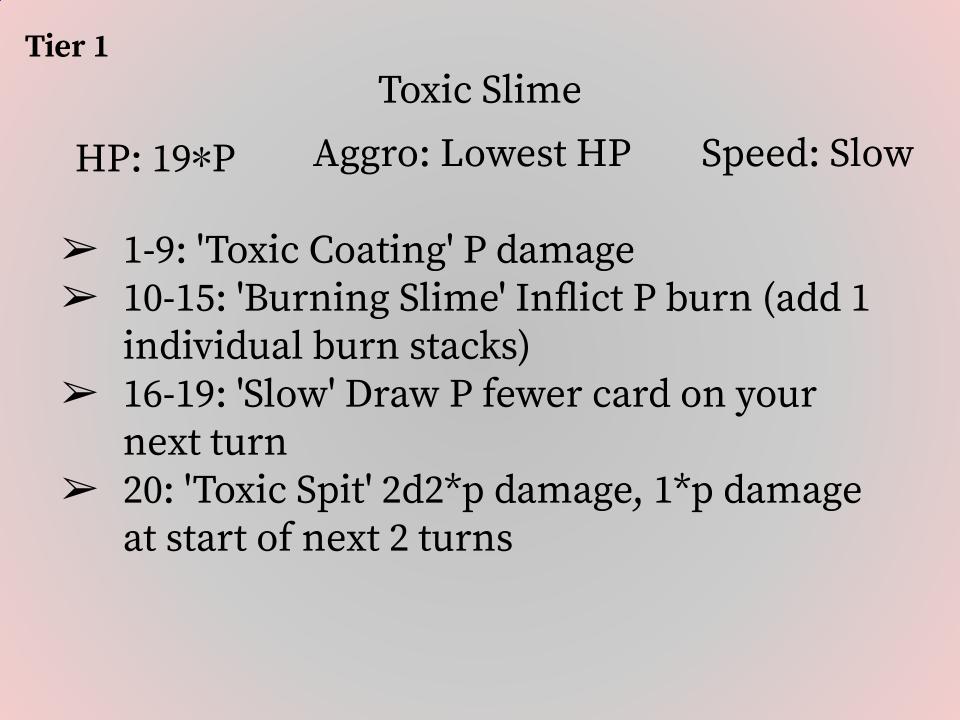 Tier 1
Toxic Slime
HP: 19*P
Aggro: Lowest HP
Speed: Slow
➢ 1-9: 'Toxic Coating' P damage
➢ 10-15: 'Burning Slime' Inflict P burn (add 1
individual burn stacks)
➢ 16-19: 'Slow' Draw P fewer card on your
next turn
➢ 20: 'Toxic Spit' 2d2*p damage, 1*p damage
at start of next 2 turns